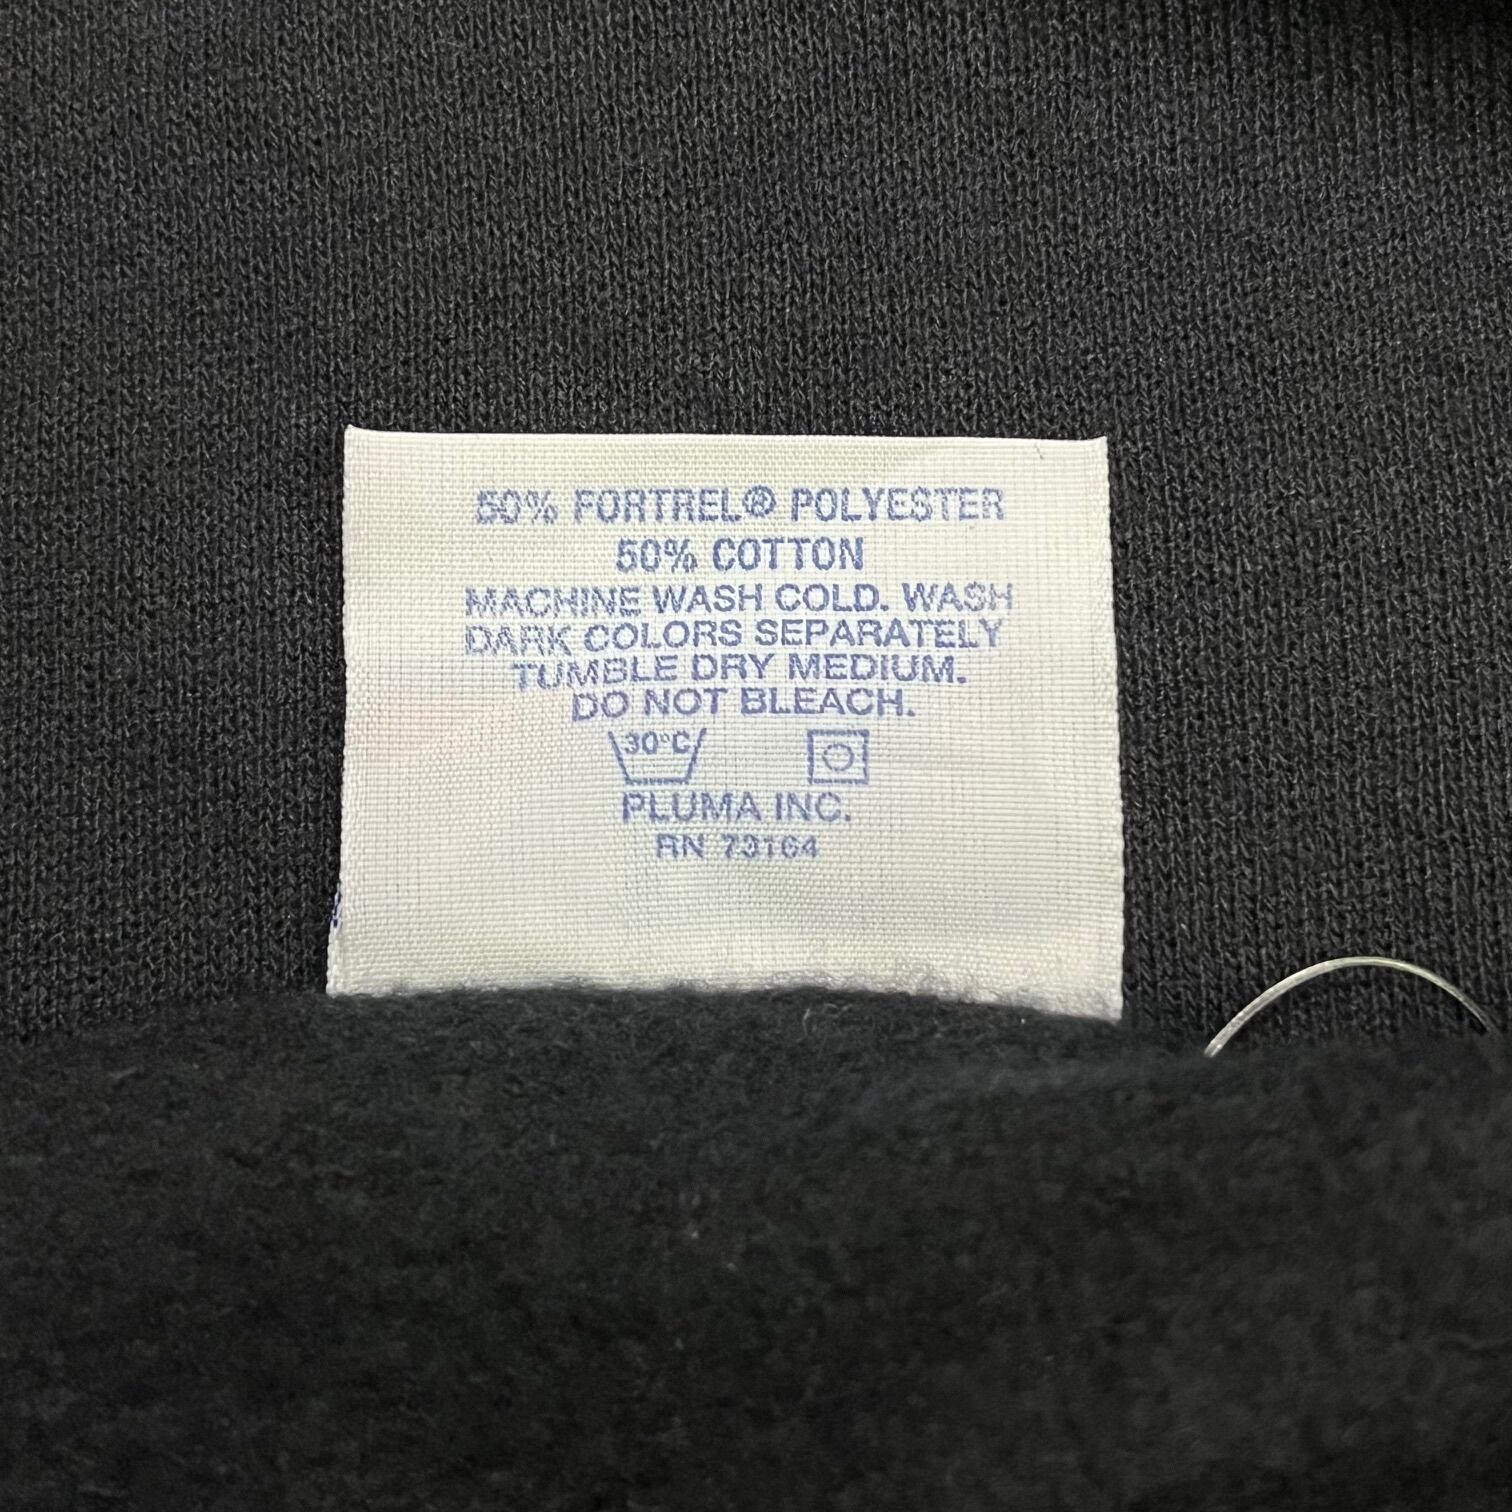 50% FORTREL® POLYESTER
50% COTTON
MACHINE WASH COLD. WASH
DARK COLORS SEPARATELY
TUMBLE DRY MEDIUM.
DO NOT BLEACH.
30°C
PLUMA INC.
RN 73164